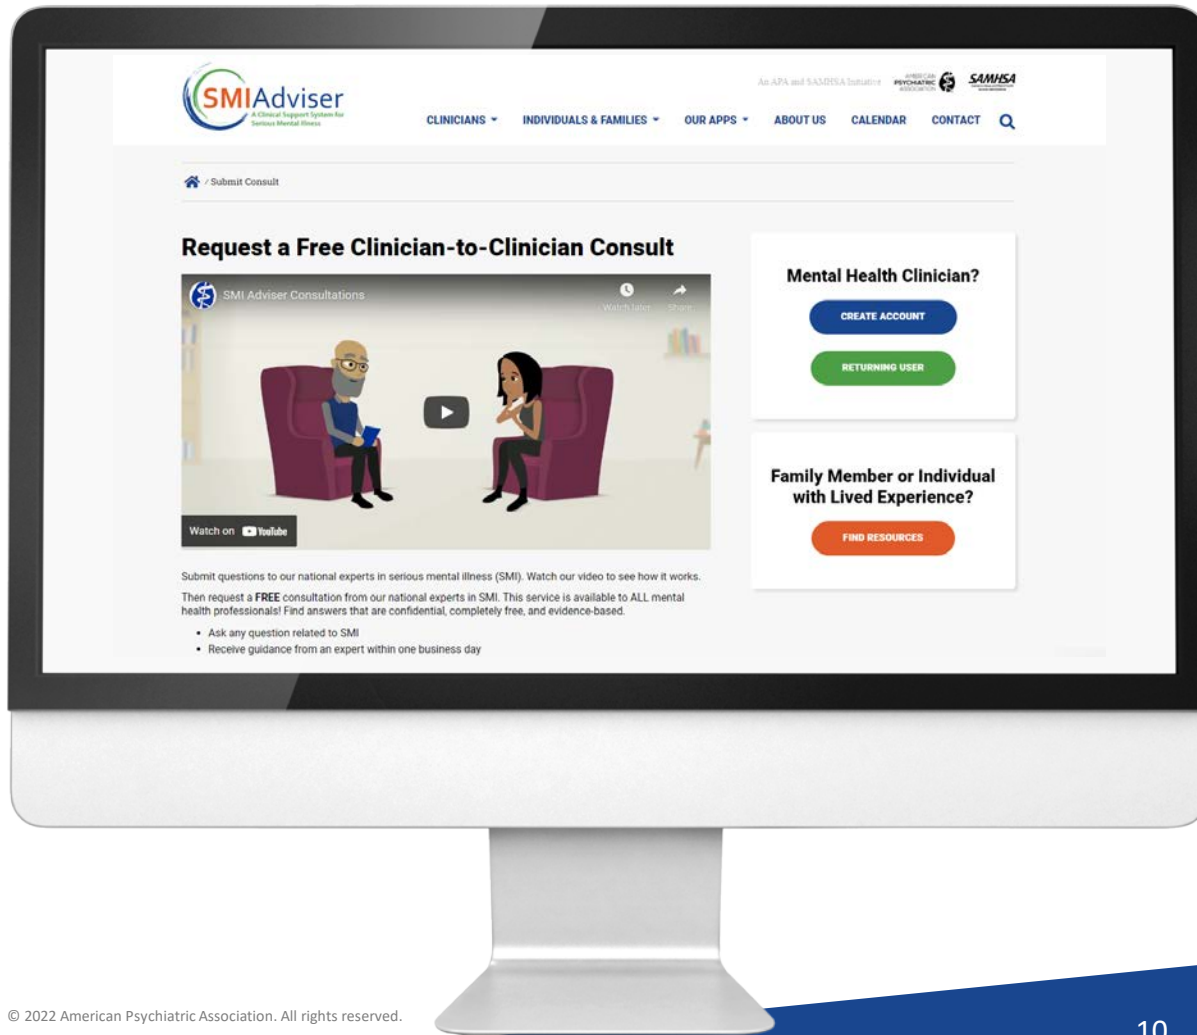 An APA and SAMHSA Initiative
AMERICAN
PSYCHIATRIC
ASSOCIATION
SAMHSA
SMIAdviser
A Clinical Support System for
Serious Mental Illness
CLINICIANS
INDIVIDUALS & FAMILIES
OUR APPS
ABOUT US
CALENDAR
CONTACT
/ Submit Consult
Request a Free Clinician-to-Clinician Consult
SMI Adviser Consultations
Watch later
Share
Watch on YouTube
Submit questions to our national experts in serious mental illness (SMI). Watch our video to see how it works.
Then request a FREE consultation from our national experts in SMI. This service is available to ALL mental
health professionals! Find answers that are confidential, completely free, and evidence-based.
• Ask any question related to SMI
• Receive guidance from an expert within one business day
Mental Health Clinician?
CREATE ACCOUNT
RETURNING USER
Family Member or Individual
with Lived Experience?
FIND RESOURCES
© 2022 American Psychiatric Association. All rights reserved.
10